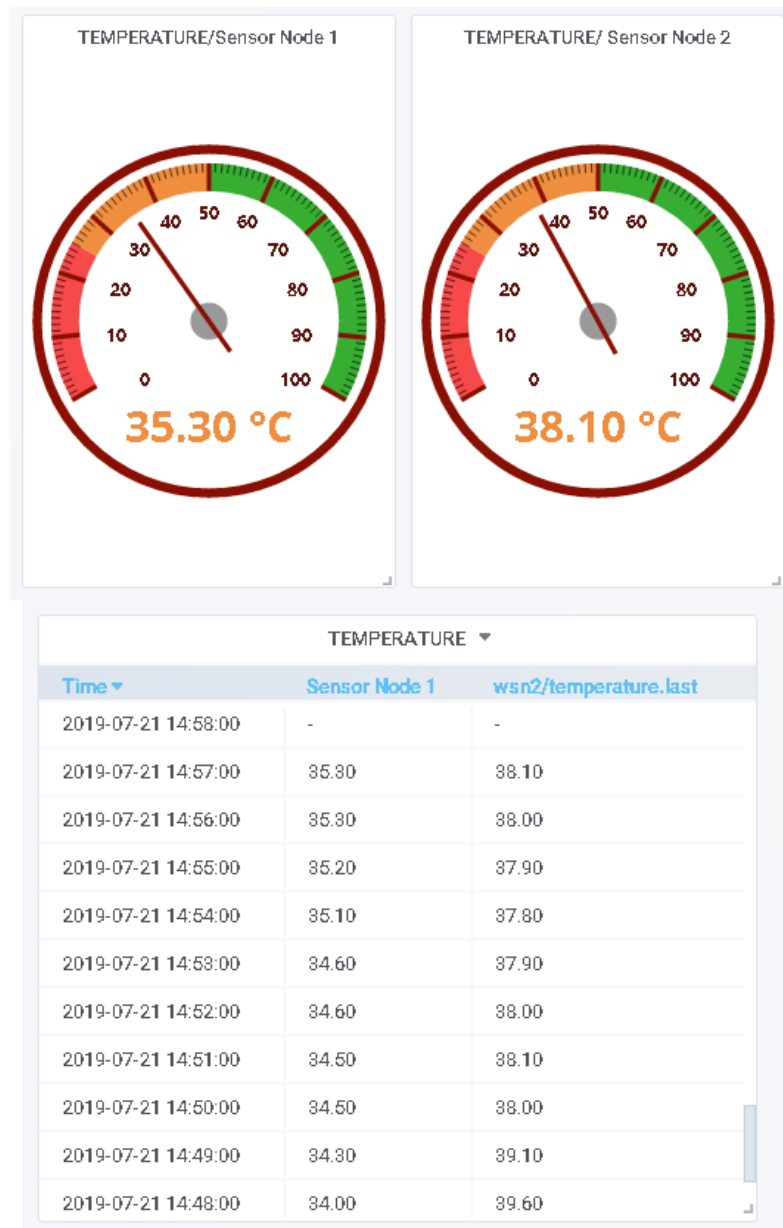 TEMPERATURE/Sensor Node 1
50
40 60
30 70
20 80
10 90
0 100
35.30 °C
TEMPERATURE/ Sensor Node 2
50
40 60
30 70
20 80
10 90
0 100
38.10 °C
TEMPERATURE
Time Sensor Node 1 wsn2/temperature.last
2019-07-21 14:58:00 - -
2019-07-21 14:57:00 35.30 38.10
2019-07-21 14:56:00 35.30 38.00
2019-07-21 14:55:00 35.20 37.90
2019-07-21 14:54:00 35.10 37.80
2019-07-21 14:53:00 34.60 37.90
2019-07-21 14:52:00 34.60 38.00
2019-07-21 14:51:00 34.50 38.10
2019-07-21 14:50:00 34.50 38.00
2019-07-21 14:49:00 34.30 39.10
2019-07-21 14:48:00 34.00 39.60